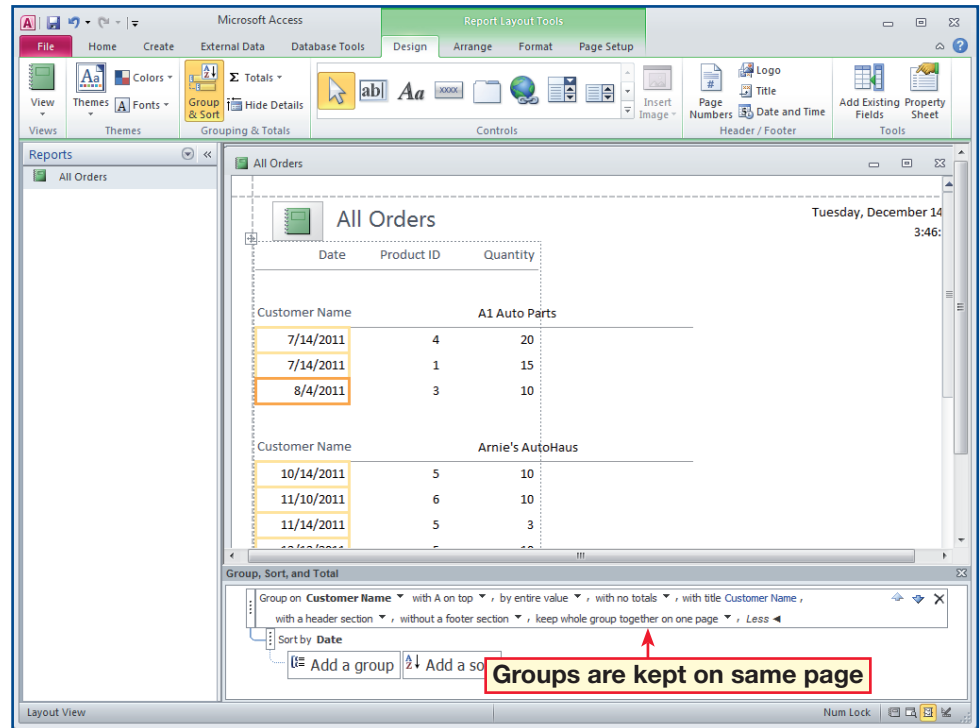 Microsoft Access
Report Layout Tools
File Home Create External Data Database Tools Design Arrange Format Page Setup
View
Views
Themes
Colors
Fonts
Themes
Group & Sort
Totals
Hide Details
Grouping & Totals
ab| Aa xxxx
Controls
Insert Image
Page Numbers
Logo
Title
Date and Time
Header / Footer
Add Existing Fields
Property Sheet
Tools
Reports
All Orders
All Orders
All Orders
Tuesday, December 14
3:46:
Date Product ID Quantity
Customer Name A1 Auto Parts
7/14/2011 4 20
7/14/2011 1 15
8/4/2011 3 10
Customer Name Arnie's AutoHaus
10/14/2011 5 10
11/10/2011 6 10
11/14/2011 5 3
Group, Sort, and Total
Group on Customer Name with A on top , by entire value , with no totals , with title Customer Name ,
with a header section , without a footer section , keep whole group together on one page , Less
Sort by Date
Add a group
Add a so
Groups are kept on same page
Layout View
Num Lock